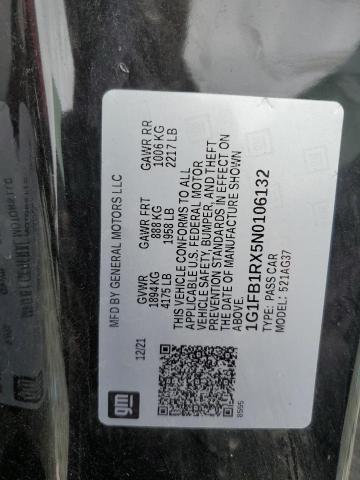 MFD BY GENERAL MOTORS LLC
12/21
GVWR
1894 KG
4175 LB
GAWR FRT
888 KG
1958 LB
GAWR RR
1006 KG
2217 LB
THIS VEHICLE CONFORMS TO ALL
APPLICABLE U.S. FEDERAL MOTOR
VEHICLE SAFETY, BUMPER, AND THEFT
PREVENTION STANDARDS IN EFFECT ON
THE DATE OF MANUFACTURE SHOWN
ABOVE.
1G1FB1RX5N0106132
TYPE: PASS CAR
MODEL: 521AG37
gm
8595